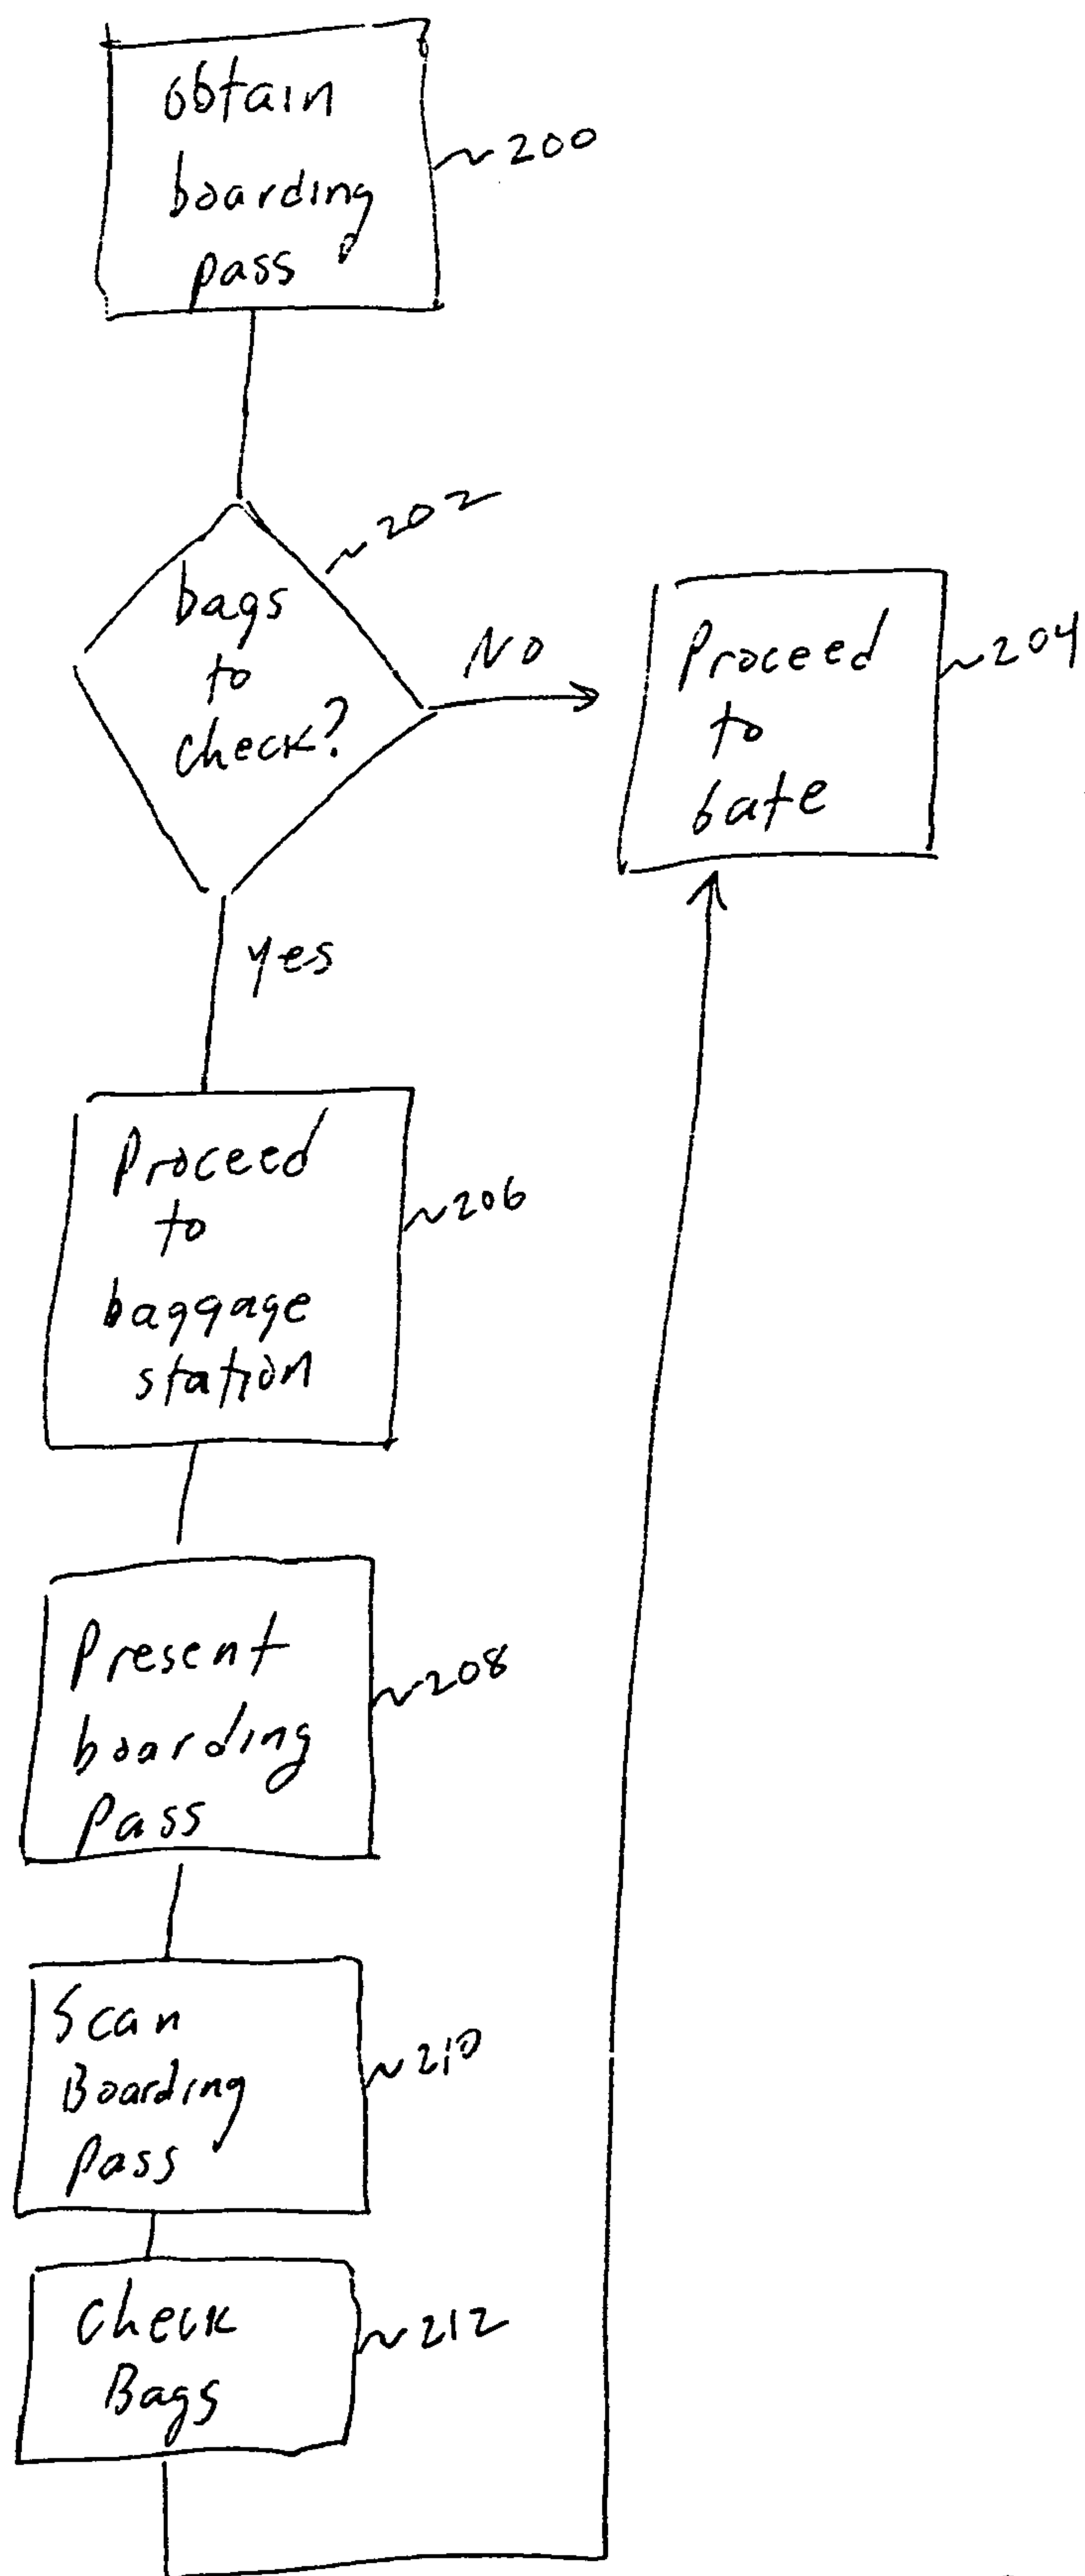 obtain
boarding
pass
~200
bags
to
check?
~202
NO
Proceed
to
Gate
~204
yes
Proceed
to
baggage
station
~206
Present
boarding
Pass
~208
Scan
Boarding
Pass
~210
Check
Bags
~212